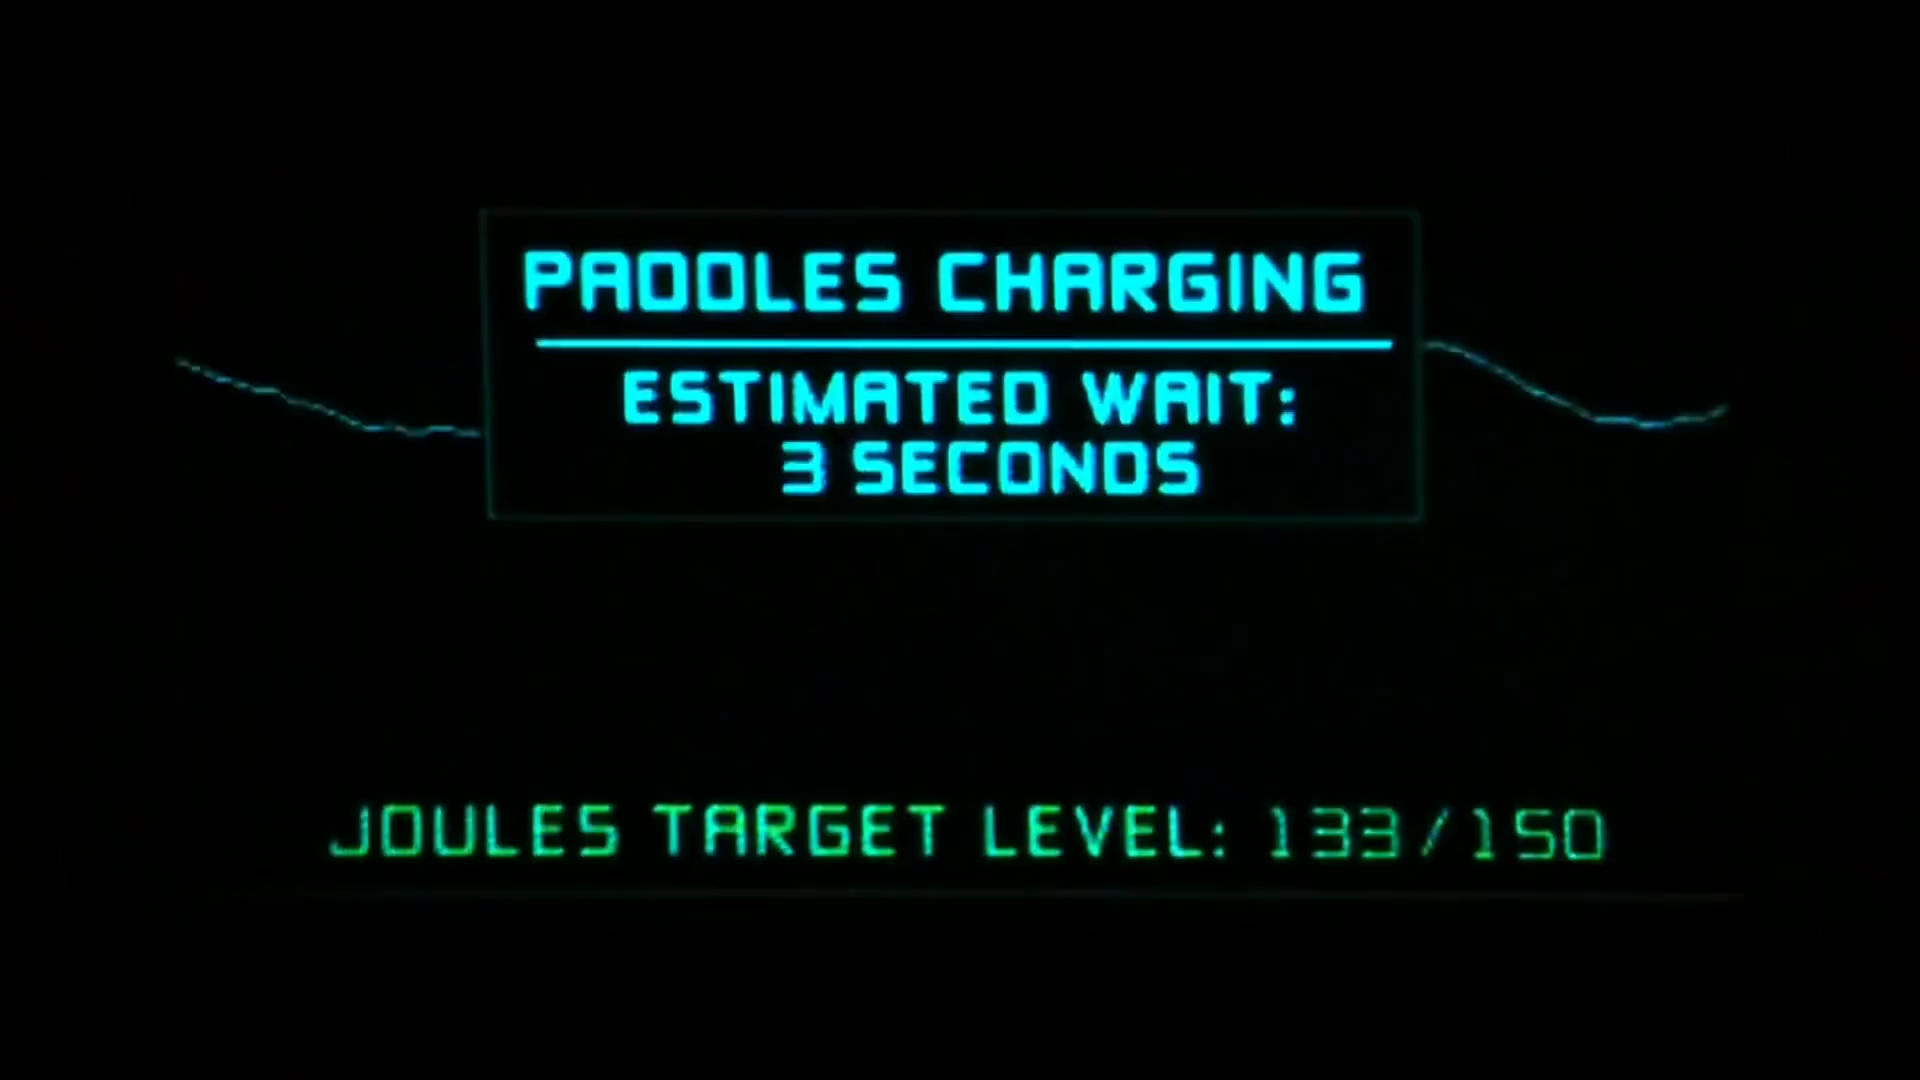 PADDLES CHARGING
ESTIMATED WAIT:
3 SECONDS
JOULES TARGET LEVEL: 133/150